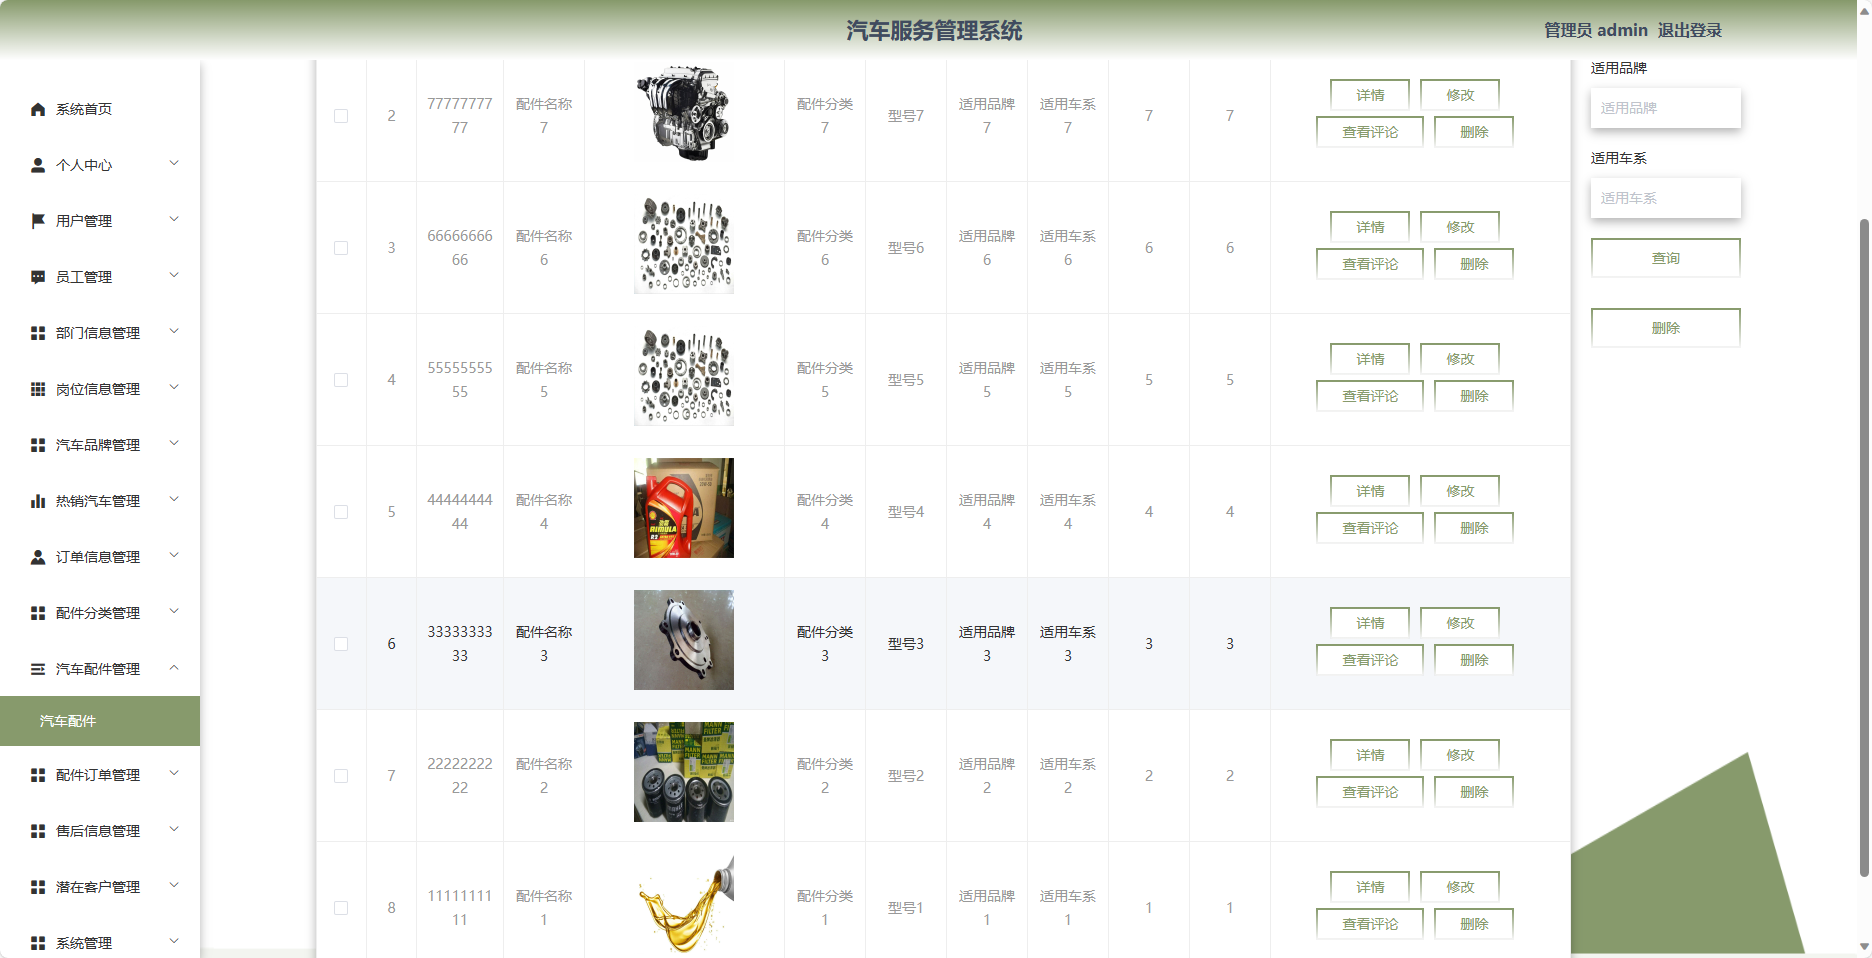 汽车服务管理系统
管理员 admin 退出登录
系统首页
个人中心
用户管理
员工管理
部门信息管理
岗位信息管理
汽车品牌管理
热销汽车管理
订单信息管理
配件分类管理
汽车配件管理
汽车配件
配件订单管理
售后信息管理
潜在客户管理
系统管理
2
77777777
77
配件名称
7
配件分类
7
型号7
适用品牌
7
适用车系
7
7
7
详情
修改
查看评论
删除
3
66666666
66
配件名称
6
配件分类
6
型号6
适用品牌
6
适用车系
6
6
6
详情
修改
查看评论
删除
4
55555555
55
配件名称
5
配件分类
5
型号5
适用品牌
5
适用车系
5
5
5
详情
修改
查看评论
删除
5
44444444
44
配件名称
4
RIMULA
R2
配件分类
4
型号4
适用品牌
4
适用车系
4
4
4
详情
修改
查看评论
删除
6
33333333
33
配件名称
3
配件分类
3
型号3
适用品牌
3
适用车系
3
3
3
详情
修改
查看评论
删除
7
22222222
22
配件名称
2
MANN
FILTER
配件分类
2
型号2
适用品牌
2
适用车系
2
2
2
详情
修改
查看评论
删除
8
11111111
11
配件名称
1
配件分类
1
型号1
适用品牌
1
适用车系
1
1
1
详情
修改
查看评论
删除
适用品牌
适用品牌
适用车系
适用车系
查询
删除